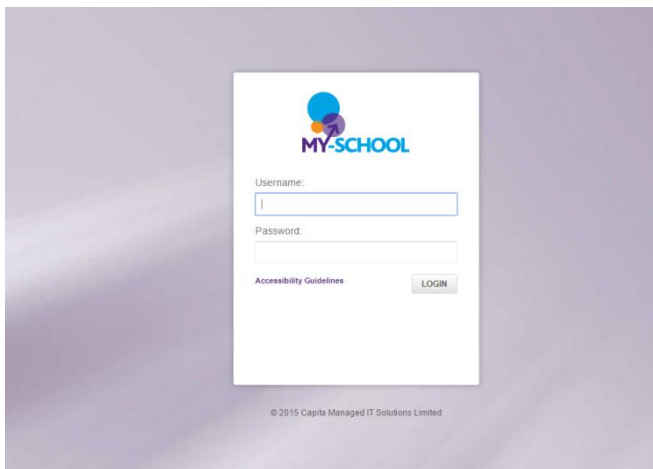 MY-SCHOOL
Username:
Password:
Accessibility Guidelines
LOGIN
© 2015 Capita Managed IT Solutions Limited